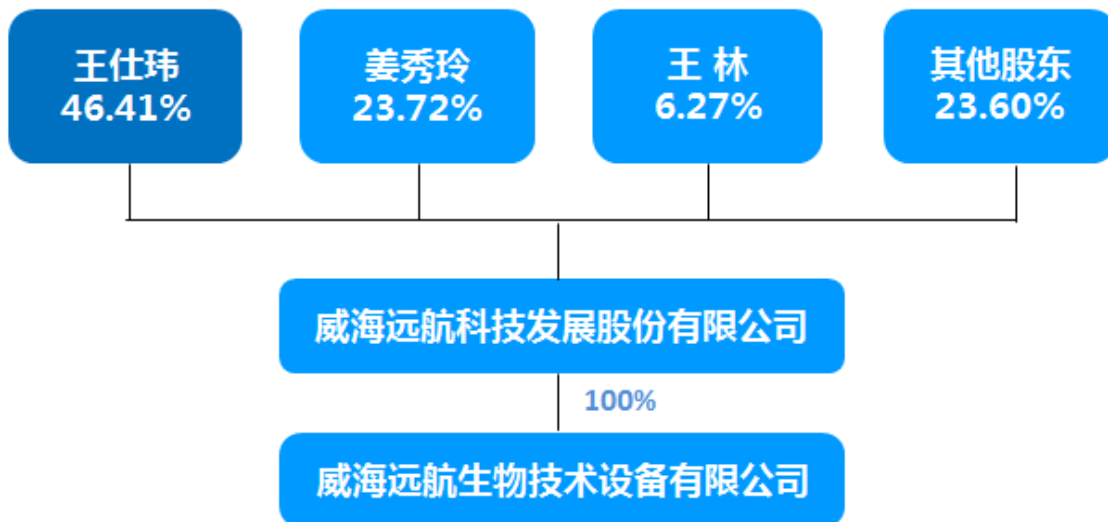 王仕玮
46.41%
姜秀玲
23.72%
王 林
6.27%
其他股东
23.60%
威海远航科技发展股份有限公司
100%
威海远航生物技术设备有限公司